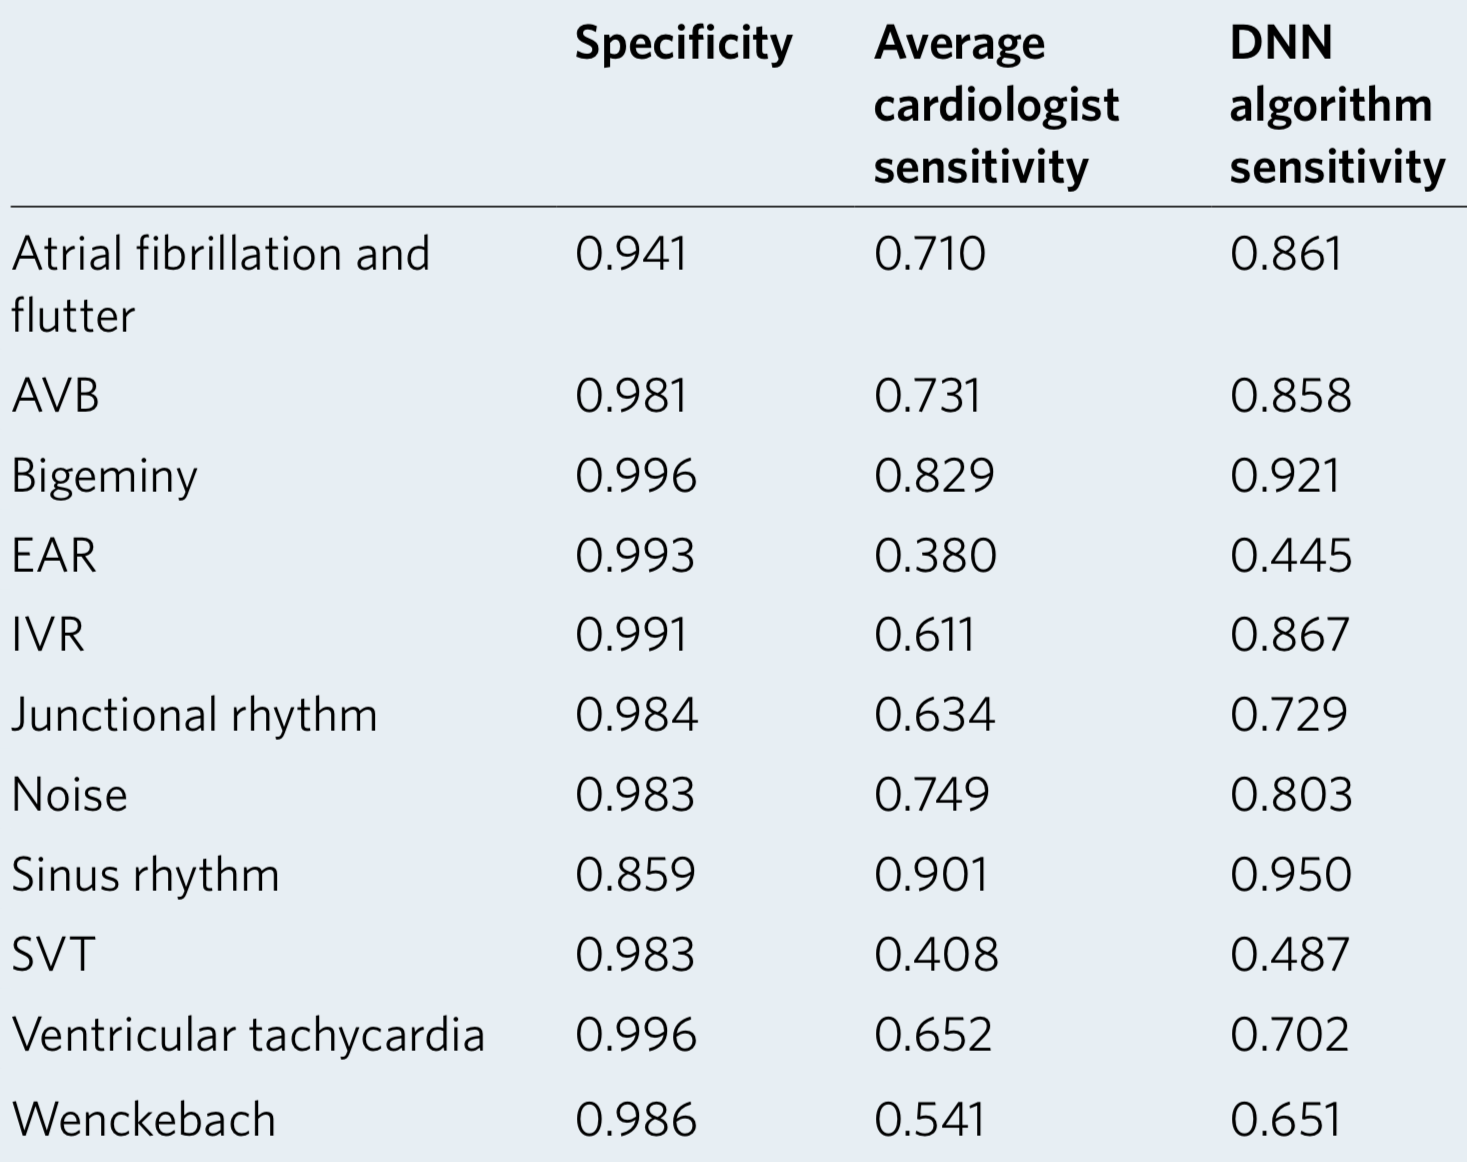 Specificity Average cardiologist sensitivity DNN algorithm sensitivity
Atrial fibrillation and flutter 0.941 0.710 0.861
AVB 0.981 0.731 0.858
Bigeminy 0.996 0.829 0.921
EAR 0.993 0.380 0.445
IVR 0.991 0.611 0.867
Junctional rhythm 0.984 0.634 0.729
Noise 0.983 0.749 0.803
Sinus rhythm 0.859 0.901 0.950
SVT 0.983 0.408 0.487
Ventricular tachycardia 0.996 0.652 0.702
Wenckebach 0.986 0.541 0.651